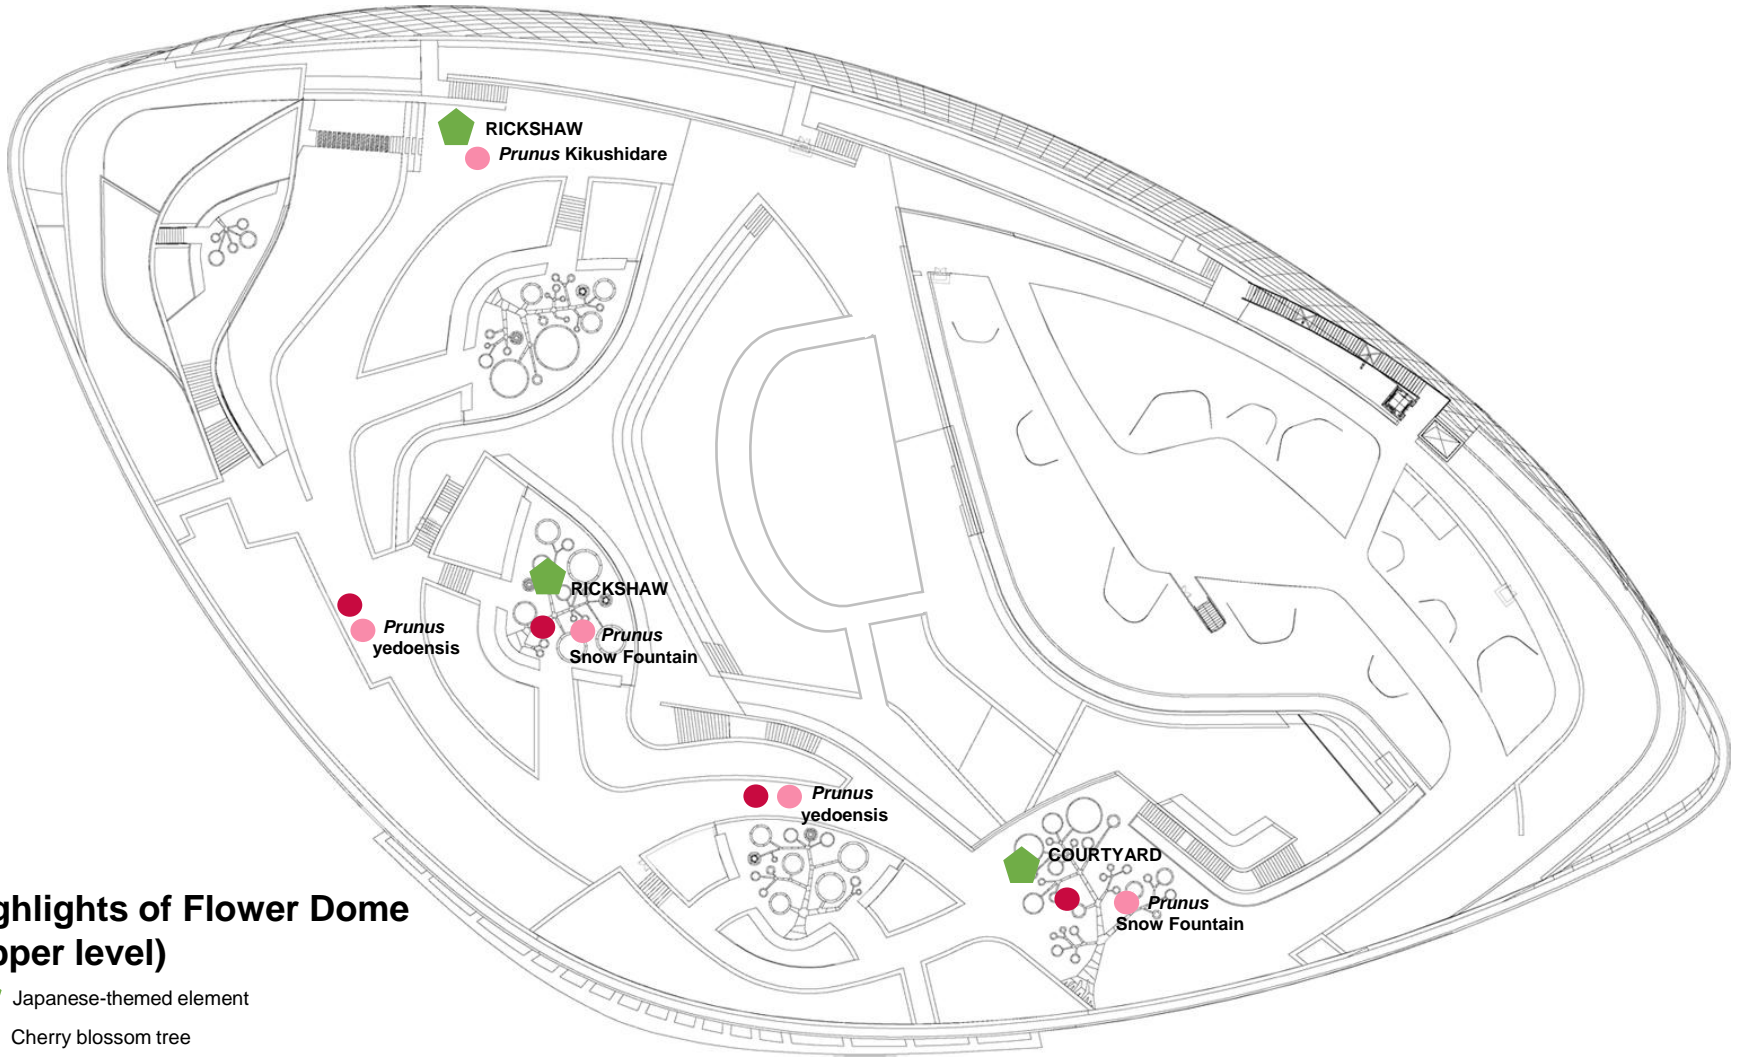 RICKSHAW
Prunus Kikushidare
RICKSHAW
Prunus
yedoensis
Prunus
Snow Fountain
Prunus
yedoensis
COURTYARD
Prunus
Snow Fountain
ghlights of Flower Dome
pper level)
Japanese-themed element
Cherry blossom tree